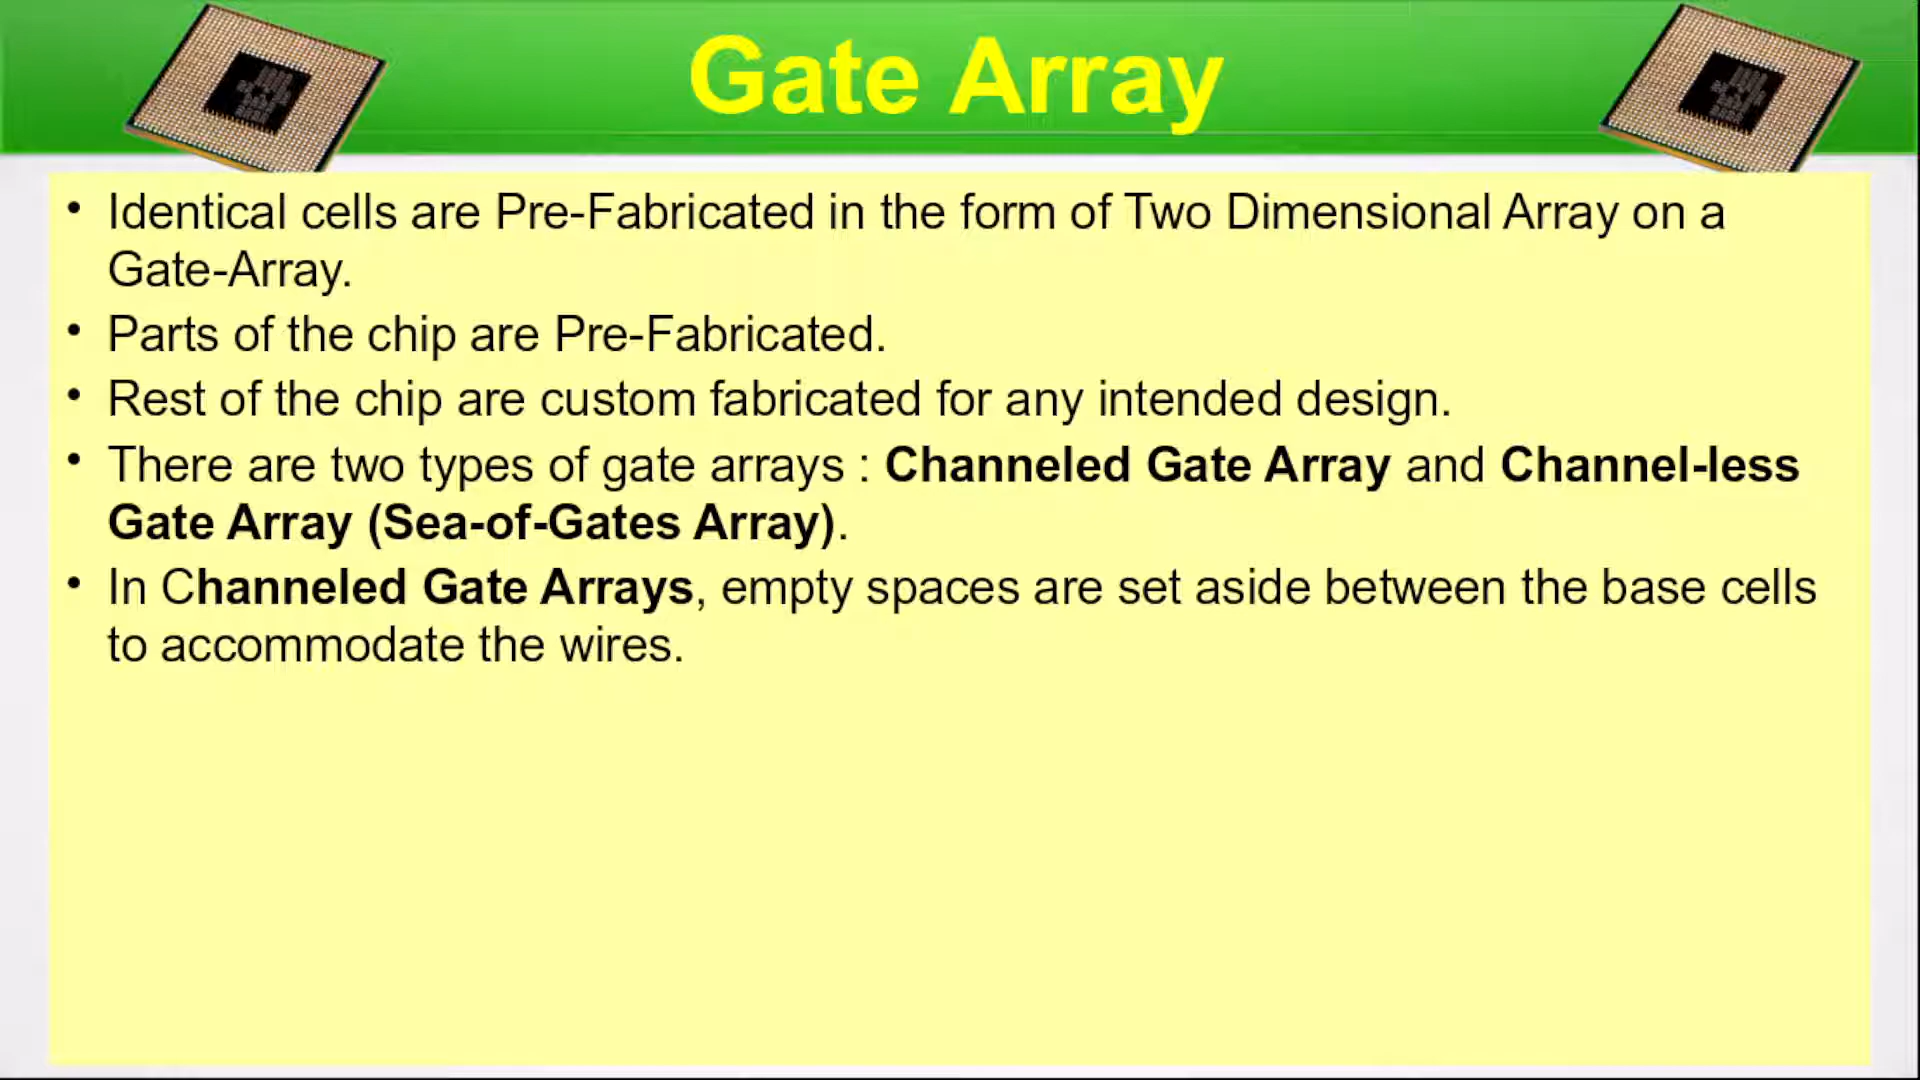 Gate Array
• Identical cells are Pre-Fabricated in the form of Two Dimensional Array on a
Gate-Array.
• Parts of the chip are Pre-Fabricated.
• Rest of the chip are custom fabricated for any intended design.
• There are two types of gate arrays : Channeled Gate Array and Channel-less
Gate Array (Sea-of-Gates Array).
• In Channeled Gate Arrays, empty spaces are set aside between the base cells
to accommodate the wires.